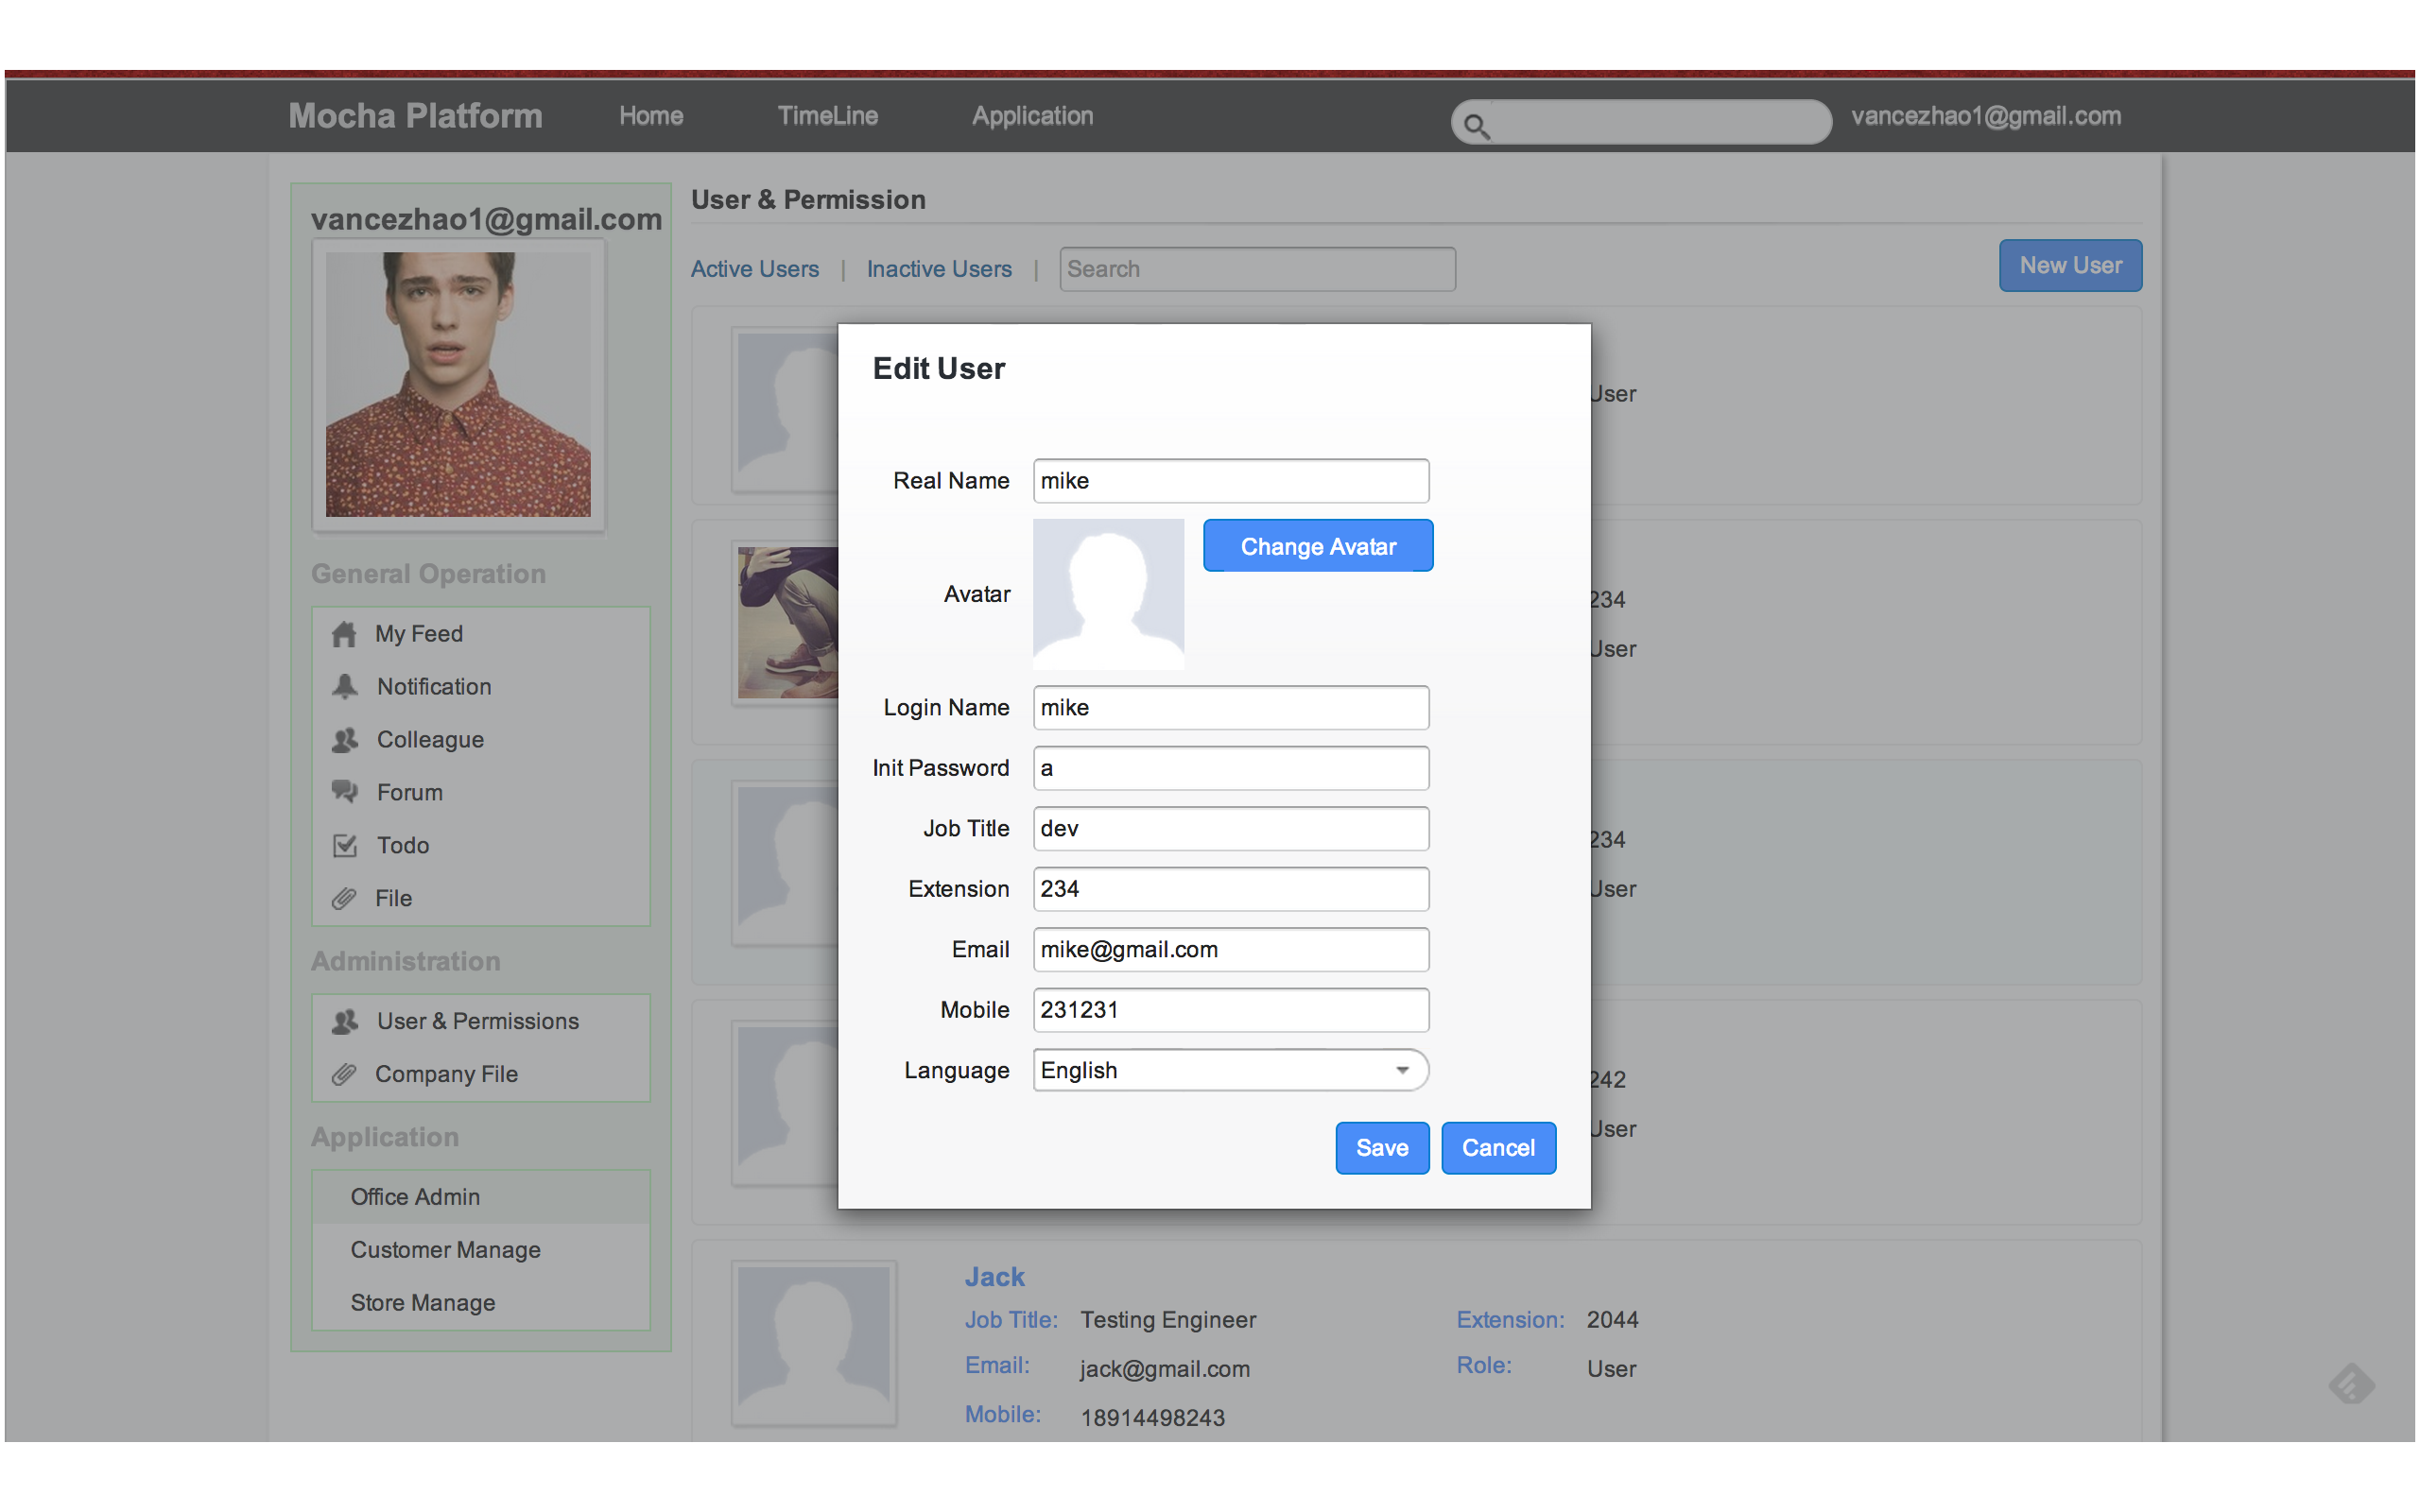 Mocha Platform Home TimeLine Application vancezhao1@gmail.com
vancezhao1@gmail.com
General Operation
My Feed
Notification
Colleague
Forum
Todo
File
Administration
User & Permissions
Company File
Application
Office Admin
Customer Manage
Store Manage
User & Permission
Active Users | Inactive Users | Search New User
User
234
User
234
User
242
User
Edit User
Real Name mike
Avatar Change Avatar
Login Name mike
Init Password a
Job Title dev
Extension 234
Email mike@gmail.com
Mobile 231231
Language English
Save Cancel
Jack
Job Title: Testing Engineer Extension: 2044
Email: jack@gmail.com Role: User
Mobile: 18914498243